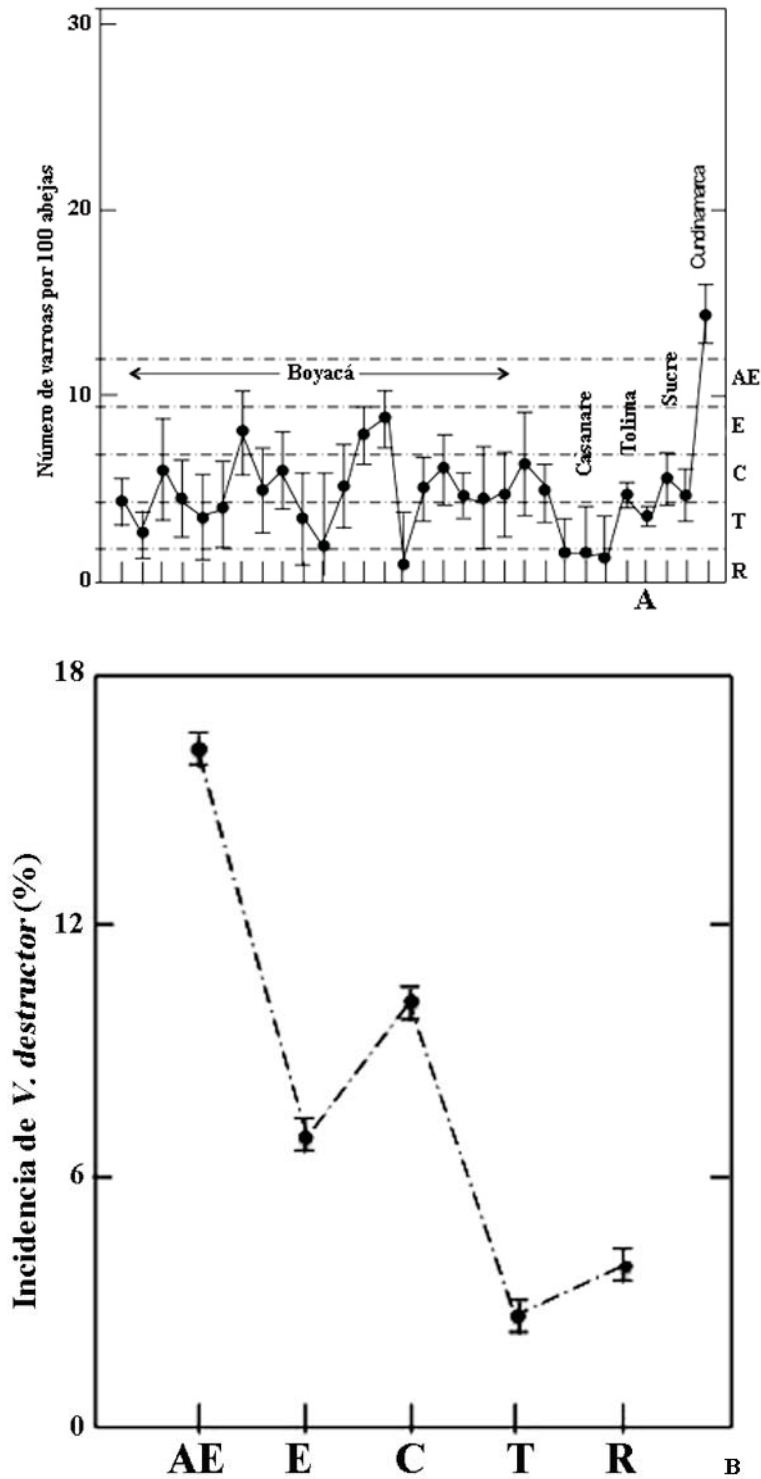 30
20
10
0
Número de varroas por 100 abejas
Boyacá
Casanare
Tolima
Sucre
Cundinamarca
AE
E
C
T
R
A
18
12
6
0
Incidencia de V. destructor (%)
AE E C T R
B